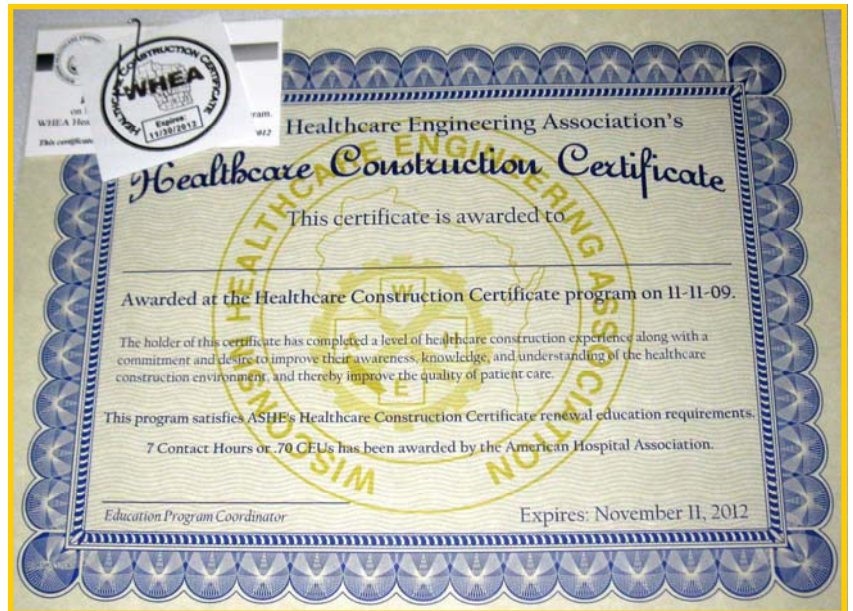 HEALTHCARE CONSTRUCTION CERTIFICATE
WHEA
Expires
11/30/2012
on
WHEA Hea ram.
This certificate 2012
Healthcare Engineering Association's
Healthcare Construction Certificate
This certificate is awarded to
Awarded at the Healthcare Construction Certificate program on 11-11-09.
The holder of this certificate has completed a level of healthcare construction experience along with a
commitment and desire to improve their awareness, knowledge, and understanding of the healthcare
construction environment, and thereby improve the quality of patient care.
This program satisfies ASHE's Healthcare Construction Certificate renewal education requirements.
7 Contact Hours or .70 CEUs has been awarded by the American Hospital Association.
Education Program Coordinator
Expires: November 11, 2012
WISCONSIN HEALTHCARE ENGINEERING ASSOCIATION
W
H
E
A